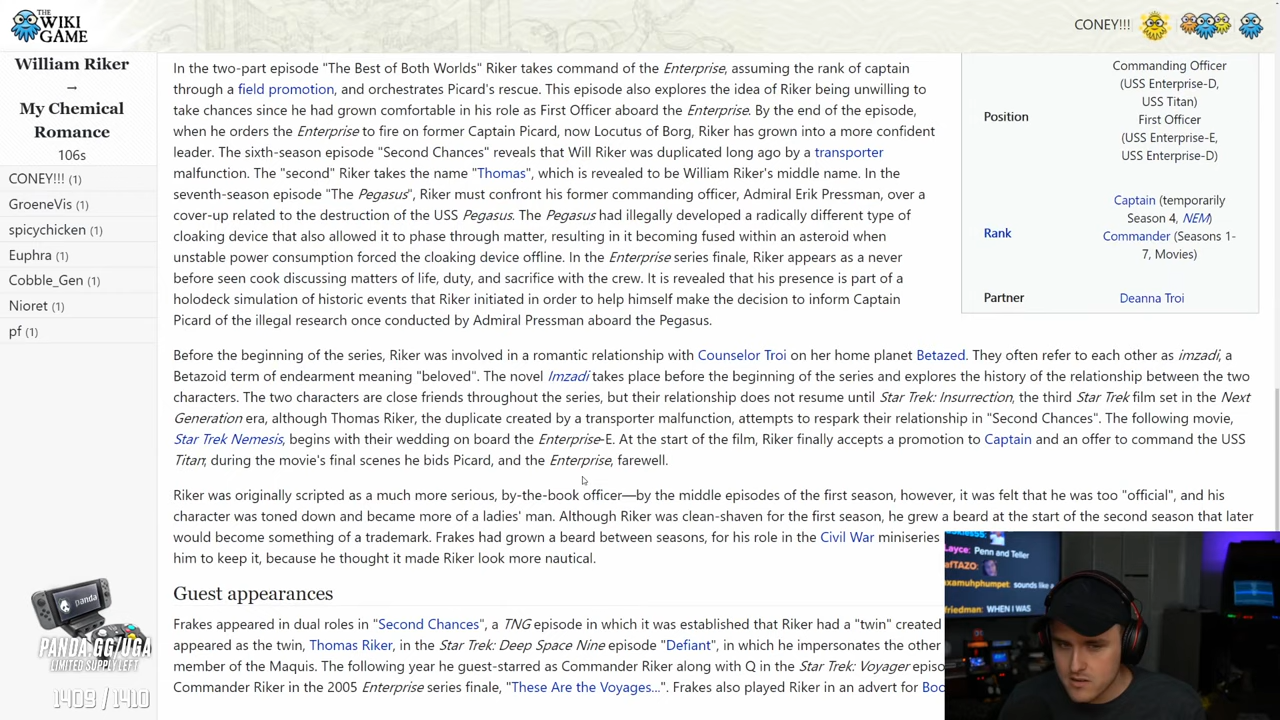 THE
WIKI
GAME
CONEY!!!
William Riker
→
My Chemical
Romance
106s
CONEY!!! (1)
GroeneVis (1)
spicychicken (1)
Euphra (1)
Cobble_Gen (1)
Nioret (1)
pf (1)
In the two-part episode "The Best of Both Worlds" Riker takes command of the Enterprise, assuming the rank of captain
through a field promotion, and orchestrates Picard's rescue. This episode also explores the idea of Riker being unwilling to
take chances since he had grown comfortable in his role as First Officer aboard the Enterprise. By the end of the episode,
when he orders the Enterprise to fire on former Captain Picard, now Locutus of Borg, Riker has grown into a more confident
leader. The sixth-season episode "Second Chances" reveals that Will Riker was duplicated long ago by a transporter
malfunction. The "second" Riker takes the name "Thomas", which is revealed to be William Riker's middle name. In the
seventh-season episode "The Pegasus", Riker must confront his former commanding officer, Admiral Erik Pressman, over a
cover-up related to the destruction of the USS Pegasus. The Pegasus had illegally developed a radically different type of
cloaking device that also allowed it to phase through matter, resulting in it becoming fused within an asteroid when
unstable power consumption forced the cloaking device offline. In the Enterprise series finale, Riker appears as a never
before seen cook discussing matters of life, duty, and sacrifice with the crew. It is revealed that his presence is part of a
holodeck simulation of historic events that Riker initiated in order to help himself make the decision to inform Captain
Picard of the illegal research once conducted by Admiral Pressman aboard the Pegasus.
Commanding Officer
(USS Enterprise-D,
USS Titan)
Position
First Officer
(USS Enterprise-E,
USS Enterprise-D)
Captain (temporarily
Season 4, NEM)
Rank
Commander (Seasons 1-
7, Movies)
Partner
Deanna Troi
Before the beginning of the series, Riker was involved in a romantic relationship with Counselor Troi on her home planet Betazed. They often refer to each other as imzadi, a
Betazoid term of endearment meaning "beloved". The novel Imzadi takes place before the beginning of the series and explores the history of the relationship between the two
characters. The two characters are close friends throughout the series, but their relationship does not resume until Star Trek: Insurrection, the third Star Trek film set in the Next
Generation era, although Thomas Riker, the duplicate created by a transporter malfunction, attempts to respark their relationship in "Second Chances". The following movie,
Star Trek Nemesis, begins with their wedding on board the Enterprise-E. At the start of the film, Riker finally accepts a promotion to Captain and an offer to command the USS
Titan; during the movie's final scenes he bids Picard, and the Enterprise, farewell.
Riker was originally scripted as a much more serious, by-the-book officer—by the middle episodes of the first season, however, it was felt that he was too "official", and his
character was toned down and became more of a ladies' man. Although Riker was clean-shaven for the first season, he grew a beard at the start of the second season that later
would become something of a trademark. Frakes had grown a beard between seasons, for his role in the Civil War miniseries
him to keep it, because he thought it made Riker look more nautical.
Guest appearances
Frakes appeared in dual roles in "Second Chances", a TNG episode in which it was established that Riker had a "twin" created
appeared as the twin, Thomas Riker, in the Star Trek: Deep Space Nine episode "Defiant", in which he impersonates the other
member of the Maquis. The following year he guest-starred as Commander Riker along with Q in the Star Trek: Voyager episo
Commander Riker in the 2005 Enterprise series finale, "These Are the Voyages...". Frakes also played Riker in an advert for Boo
panda
PANDA.GG/UGA
LIMITED SUPPLY LEFT
1409 / 1410
Layce: Penn and Teller
afTAZO:
xamuhphumpet: sounds like
friedman: WHEN I WAS